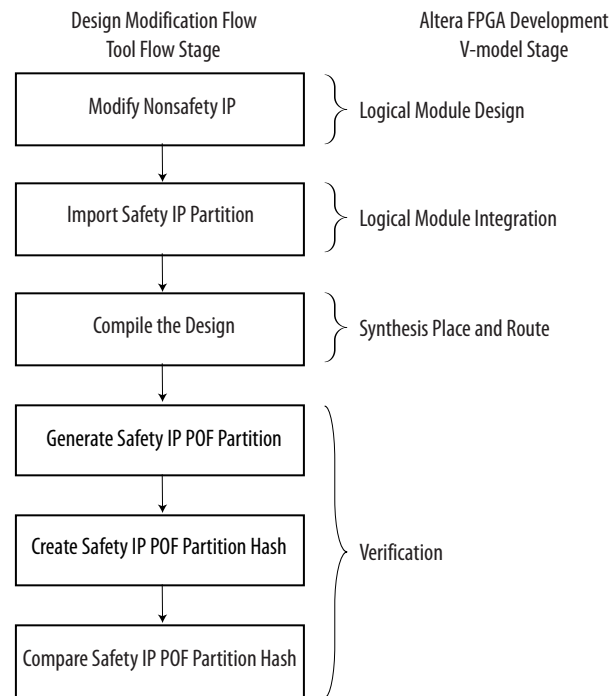 Design Modification Flow
Tool Flow Stage
Altera FPGA Development
V-model Stage
Modify Nonsafety IP
Logical Module Design
Import Safety IP Partition
Logical Module Integration
Compile the Design
Synthesis Place and Route
Generate Safety IP POF Partition
Create Safety IP POF Partition Hash
Verification
Compare Safety IP POF Partition Hash